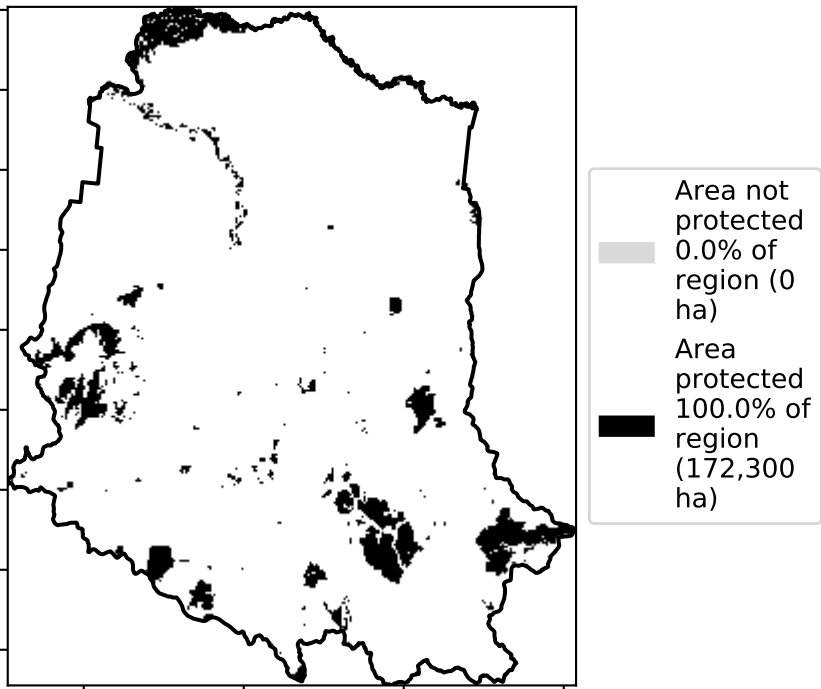 Area not
protected
0.0% of
region (0
ha)
Area
protected
100.0% of
region
(172,300
ha)